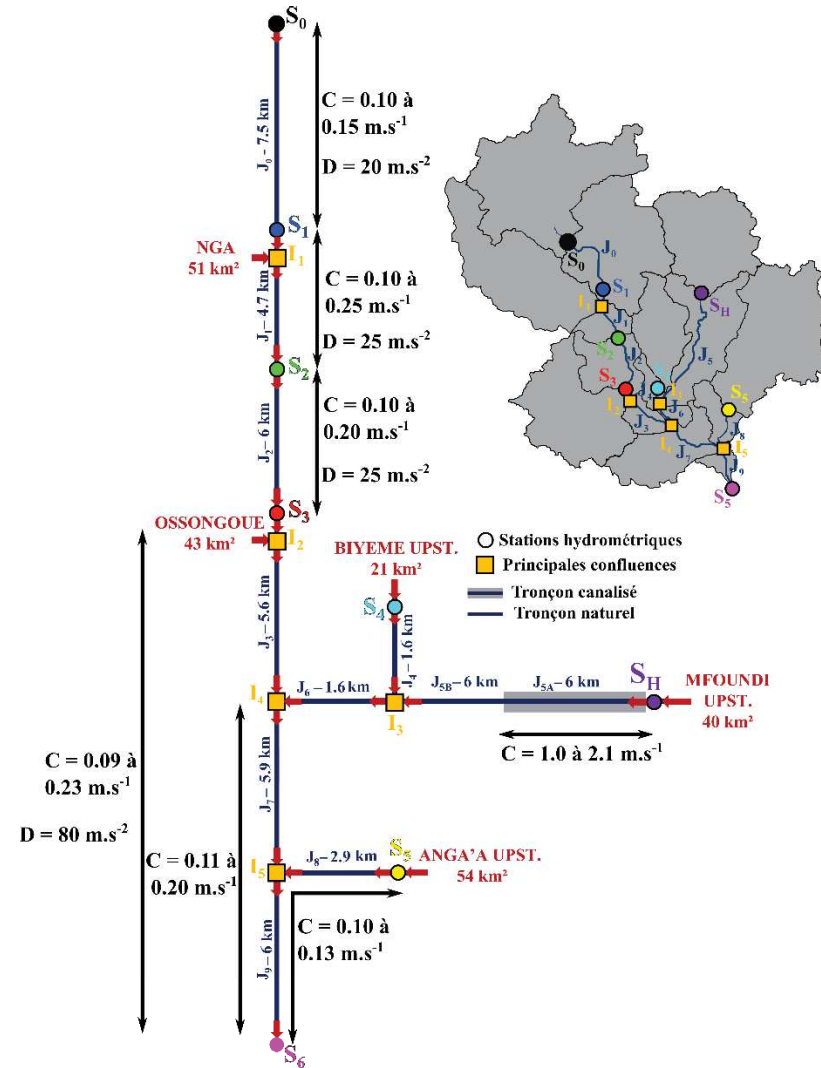 S₀
C = 0.10 à
0.15 m.s⁻¹
D = 20 m.s⁻²
J₀ - 7.5 km
S₁
NGA
51 km²
I₁
C = 0.10 à
0.25 m.s⁻¹
D = 25 m.s⁻²
J₁ – 4.7 km
S₂
C = 0.10 à
0.20 m.s⁻¹
D = 25 m.s⁻²
J₂ – 6 km
S₃
OSSONGOUE
43 km²
I₂
BIYEME UPST.
21 km²
S₄
J₃ – 5.6 km
J₄ – 1.6 km
J₆ – 1.6 km
J₅B – 6 km
J₅A – 6 km
S_H
MFOUNDI
UPST.
40 km²
I₄
I₃
C = 1.0 à 2.1 m.s⁻¹
C = 0.09 à
0.23 m.s⁻¹
D = 80 m.s⁻²
J₇ – 5.9 km
C = 0.11 à
0.20 m.s⁻¹
J₈ – 2.9 km
S₅
ANGA'A UPST.
54 km²
I₅
C = 0.10 à
0.13 m.s⁻¹
J₉ – 6 km
S₆
S₀
J₀
S₁
I₁
J₁
S₂
J₂
S_H
J₅
S₃
J₃
J₆
J₇
S₅
J₈
I₅
J₉
S₅
Stations hydrométriques
Principales confluences
Tronçon canalisé
Tronçon naturel